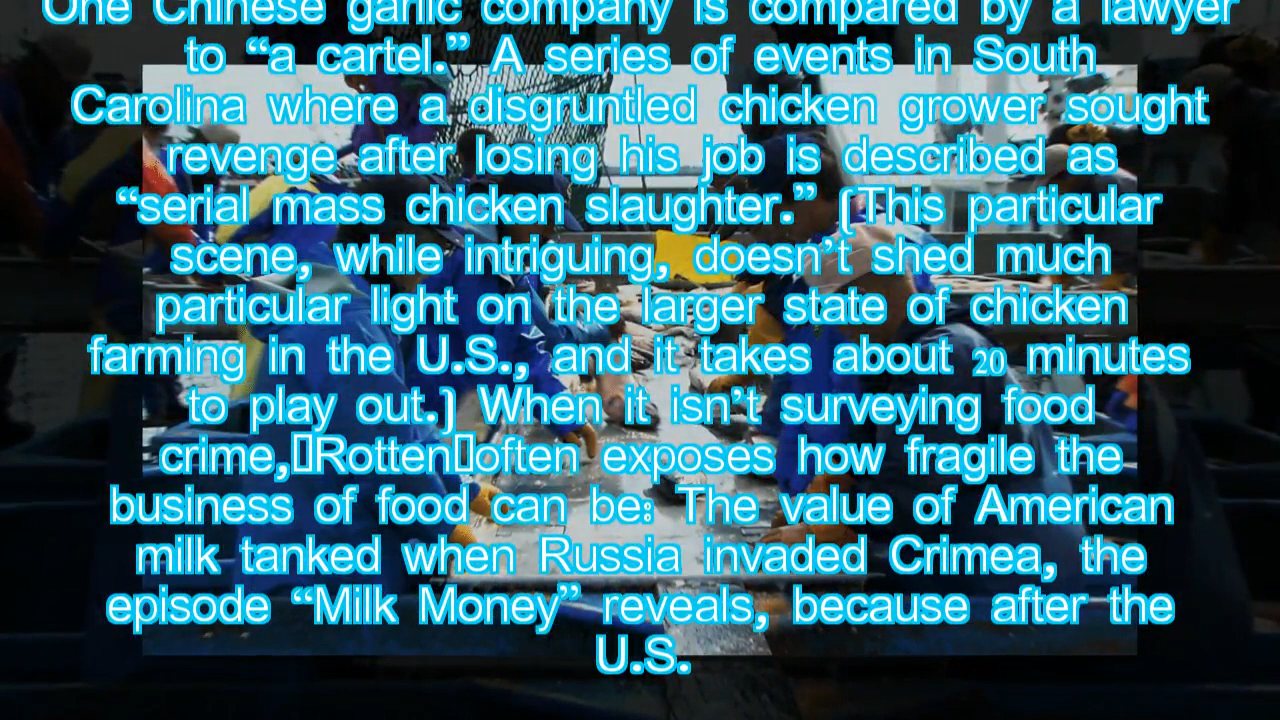 One Chinese garlic company is compared by a lawyer
to “a cartel.” A series of events in South
Carolina where a disgruntled chicken grower sought
revenge after losing his job is described as
“serial mass chicken slaughter.” (This particular
scene, while intriguing, doesn’t shed much
particular light on the larger state of chicken
farming in the U.S., and it takes about 20 minutes
to play out.) When it isn’t surveying food
crime,▯Rotten▯often exposes how fragile the
business of food can be: The value of American
milk tanked when Russia invaded Crimea, the
episode “Milk Money” reveals, because after the
U.S.